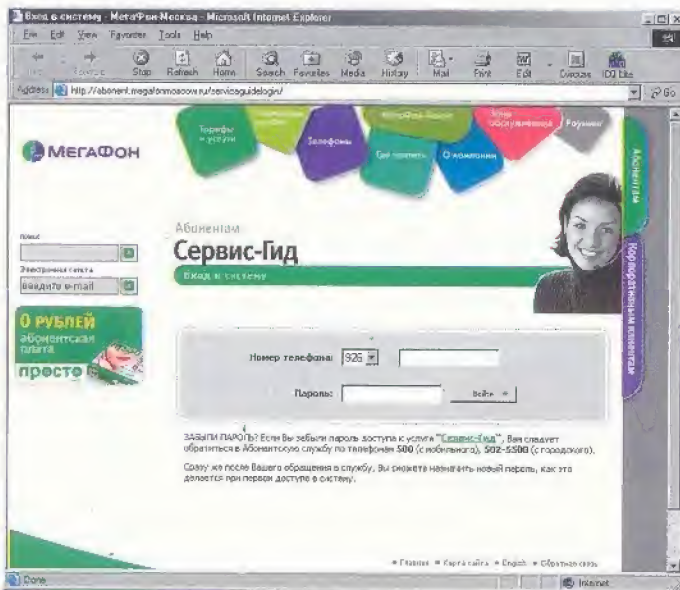 Вход в систему - МегаФон-Москва - Microsoft Internet Explorer
File Edit View Favorites Tools Help
Stop Refresh Home Search Favorites Media History Mail Print Edit Discuss ICQ Lite
Address http://abonent.megafonmoscow.ru/serviceguidelogin/ Go
МЕГАФОН
Тарифы и услуги
Телефоны
Где купить
О компании
обслуживания
Роуминг
Абонентам
Корпоративным клиентам
Абонентам
Сервис-Гид
Вход в систему
поиск
Электронная газета
введите e-mail
0 РУБЛЕЙ
абонентская
плата
просто
Номер телефона: 926
Пароль: Войти
ЗАБЫЛИ ПАРОЛЬ? Если Вы забыли пароль доступа к услуге "Сервис-Гид", Вам следует
обратиться в Абонентскую службу по телефонам 500 (с мобильного), 502-5500 (с городского).
Сразу же после Вашего обращения в службу, Вы сможете назначить новый пароль, как это
делается при первом доступе в систему.
Главная Карта сайта English Обратная связь
Done Internet